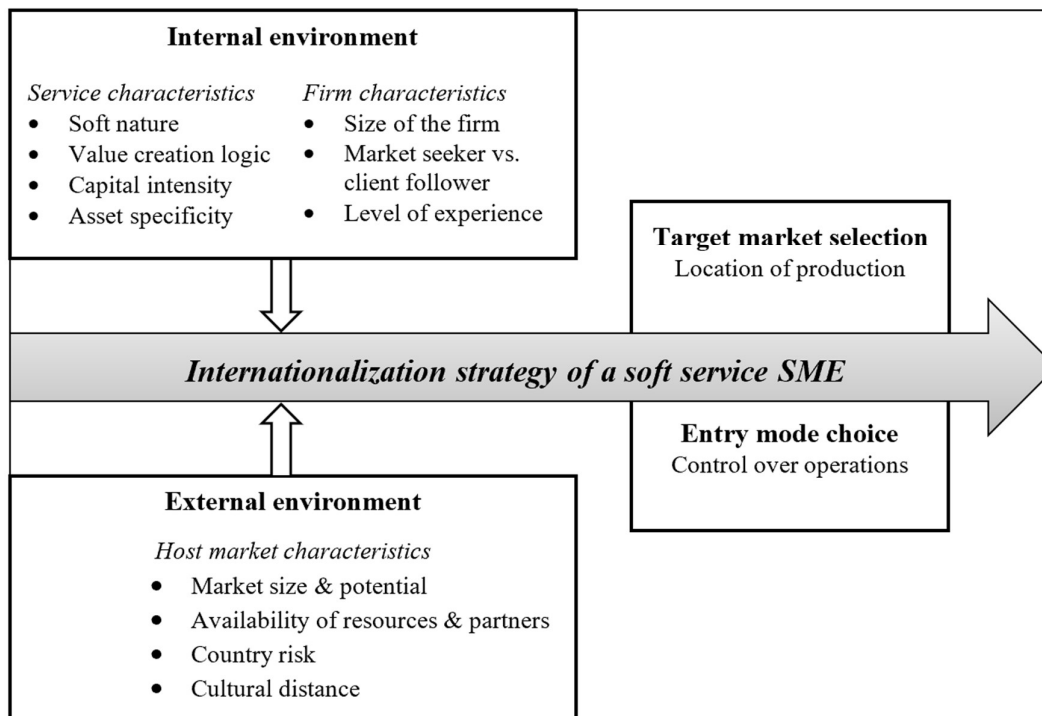 Internal environment
Service characteristics
• Soft nature
• Value creation logic
• Capital intensity
• Asset specificity
Firm characteristics
• Size of the firm
• Market seeker vs.
client follower
• Level of experience
Target market selection
Location of production
Internationalization strategy of a soft service SME
Entry mode choice
Control over operations
External environment
Host market characteristics
• Market size & potential
• Availability of resources & partners
• Country risk
• Cultural distance